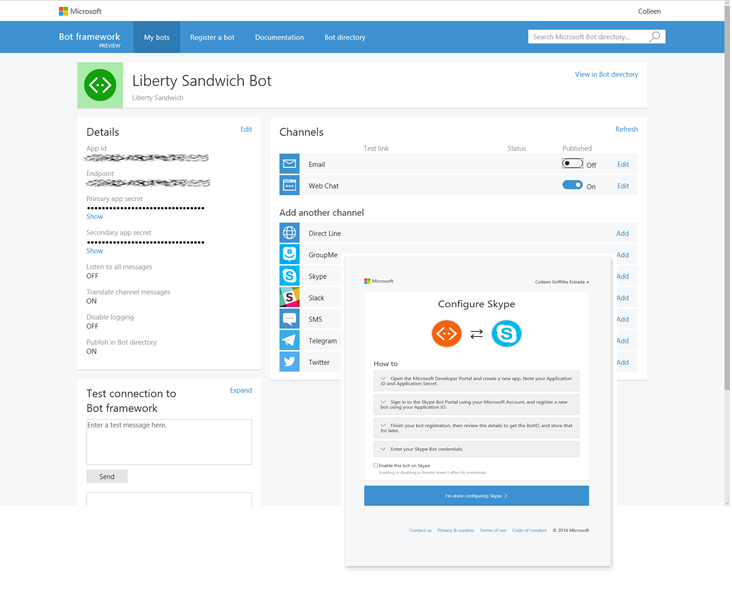 Microsoft
Colleen
Bot framework
PREVIEW
My bots
Register a bot
Documentation
Bot directory
Search Microsoft Bot directory...
Liberty Sandwich Bot
Liberty Sandwich
View in Bot directory
Details
Edit
App Id
Endpoint
Primary app secret
Show
Secondary app secret
Show
Listen to all messages
OFF
Translate channel messages
ON
Disable logging
OFF
Publish in Bot directory
ON
Test connection to
Bot framework
Expand
Enter a test message here.
Send
Channels
Refresh
Test link Status Published
Email Off Edit
Web Chat On Edit
Add another channel
Direct Line Add
GroupMe Add
Skype Add
Slack Add
SMS Add
Telegram Add
Twitter Add
Microsoft
Colleen Griffitts Estrada
Configure Skype
How to
Open the Microsoft Developer Portal and create a new app. Note your Application
ID and Application Secret.
Sign in to the Skype Bot Portal using your Microsoft Account, and register a new
bot using your Application ID.
Finish your bot registration, then review the details to get the BotID, and store that
for later.
Enter your Skype Bot credentials
Enable this bot on Skype
Enabling or disabling a channel doesn't affect its credentials
I'm done configuring Skype
Contact us Privacy & cookies Terms of use Code of conduct © 2016 Microsoft